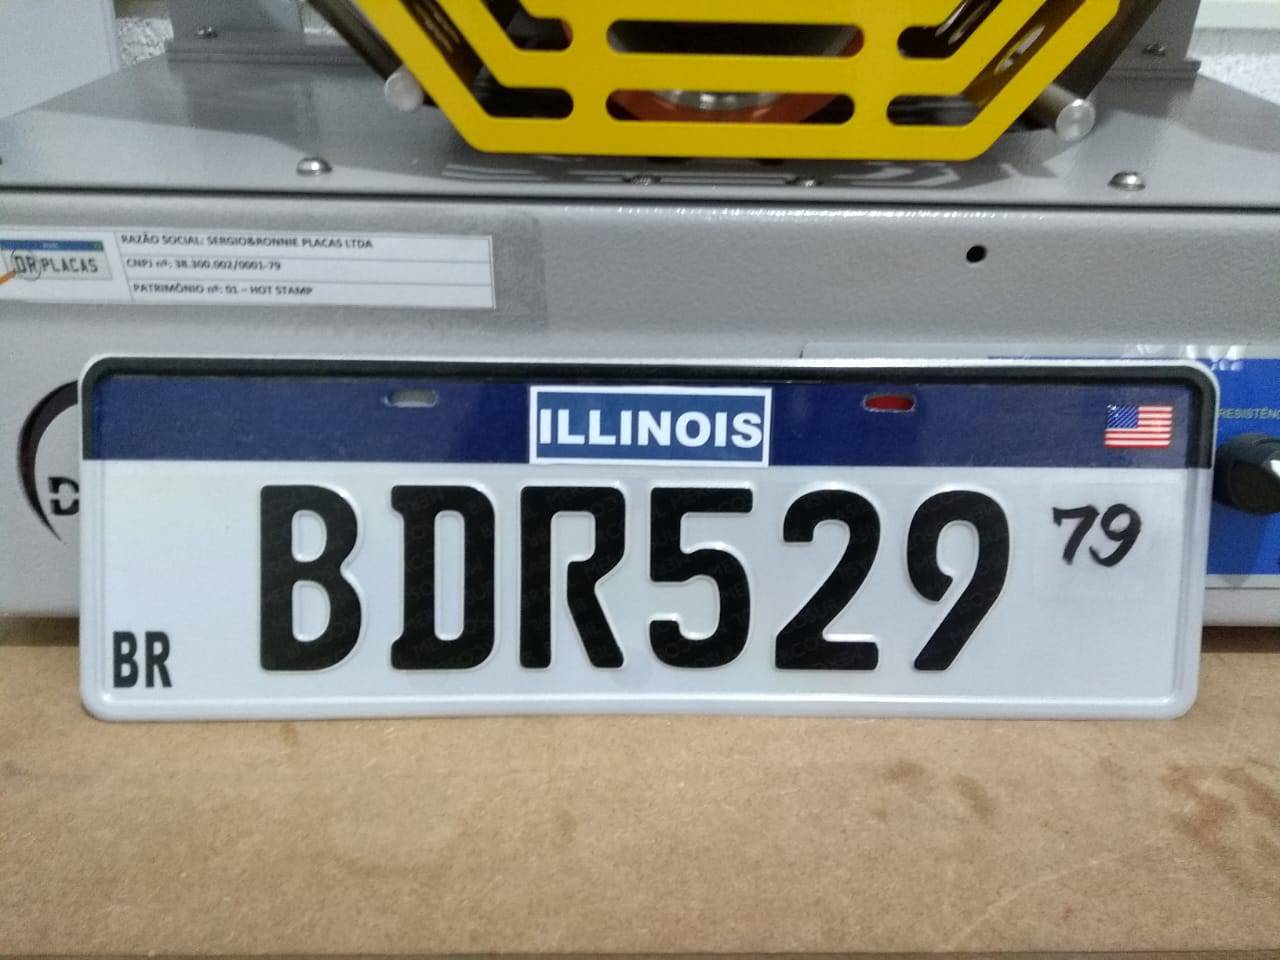 RAZÃO SOCIAL: SERGIO&RONNIE PLACAS LTDA
DR PLACAS
CNPJ nº: 38.300.002/0001-79
PATRIMÔNIO nº: 01 – HOT STAMP
RESISTÊNC
ILLINOIS
BDR529
79
BR
D